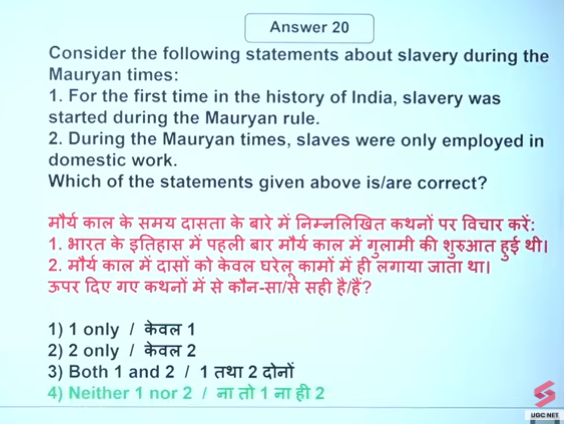 Answer 20
Consider the following statements about slavery during the
Mauryan times:
1. For the first time in the history of India, slavery was
started during the Mauryan rule.
2. During the Mauryan times, slaves were only employed in
domestic work.
Which of the statements given above is/are correct?
मौर्य काल के समय दासता के बारे में निम्नलिखित कथनों पर विचार करें:
1. भारत के इतिहास में पहली बार मौर्य काल में गुलामी की शुरुआत हुई थी।
2. मौर्य काल में दासों को केवल घरेलू कामों में ही लगाया जाता था।
ऊपर दिए गए कथनों में से कौन-सा/से सही है/हैं?
1) 1 only / केवल 1
2) 2 only / केवल 2
3) Both 1 and 2 / 1 तथा 2 दोनों
4) Neither 1 nor 2 / ना तो 1 ना ही 2
UGC NET